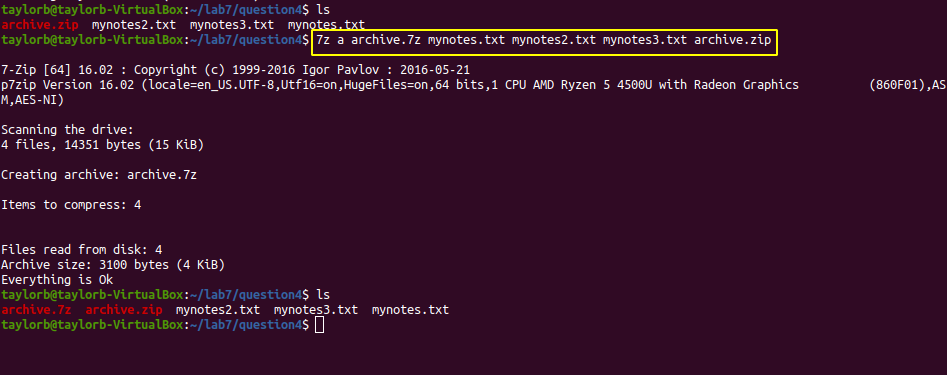 taylorb@taylorb-VirtualBox:~/lab7/question4$ ls
archive.zip  mynotes2.txt  mynotes3.txt  mynotes.txt
taylorb@taylorb-VirtualBox:~/lab7/question4$ 7z a archive.7z mynotes.txt mynotes2.txt mynotes3.txt archive.zip
7-Zip [64] 16.02 : Copyright (c) 1999-2016 Igor Pavlov : 2016-05-21
p7zip Version 16.02 (locale=en_US.UTF-8,Utf16=on,HugeFiles=on,64 bits,1 CPU AMD Ryzen 5 4500U with Radeon Graphics          (860F01),AS
M,AES-NI)
Scanning the drive:
4 files, 14351 bytes (15 KiB)
Creating archive: archive.7z
Items to compress: 4
Files read from disk: 4
Archive size: 3100 bytes (4 KiB)
Everything is Ok
taylorb@taylorb-VirtualBox:~/lab7/question4$ ls
archive.7z  archive.zip  mynotes2.txt  mynotes3.txt  mynotes.txt
taylorb@taylorb-VirtualBox:~/lab7/question4$